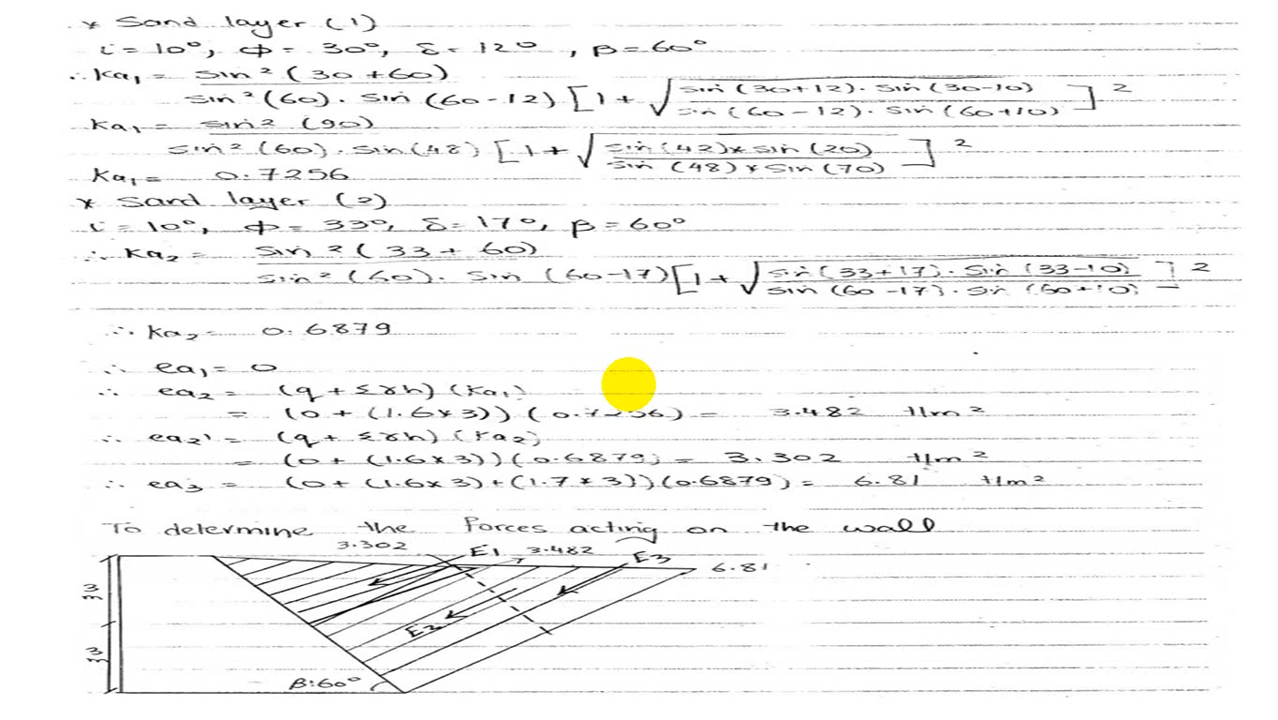 * Sand layer (1)
i = 10°, Φ = 30°, δ = 12°, β = 60°
∴ Ka₁ = sin²(30 + 60)
sin²(60) . sin (60-12) [1 + √ sin (30+12) . sin (30-10)
sin (60 - 12) . sin (60+10) ]²
Ka₁ = sin² (90)
sin² (60) . sin(48) [1 + √ sin (42) * sin (20)
sin (48) * sin (70) ]²
Ka₁ = 0.7256
* Sand layer (2)
i = 10°, Φ = 33°, δ = 17°, β = 60°
∴ Ka₂ = sin² (33 + 60)
sin² (60) . sin (60-17) [1 + √ sin (33+17) . sin (33-10)
sin (60-17) . sin (60+10) ]²
∴ Ka₂ = 0.6879
∴ ea₁ = 0
∴ ea₂ = (q + Σγh) (Ka₁)
= (0 + (1.6*3)) ( ) = 3.482 t/m²
∴ ea₂' = (q + Σγh) (Ka₂)
= (0 + (1.6*3)) (0.6879) = 3.302 t/m²
∴ ea₃ = (0 + (1.6*3) + (1.7*3)) (0.6879) = 6.81 t/m²
To determine the Forces acting on the wall
3.302 E1 3.482 E3 6.81
3m
E2
3m
β=60°